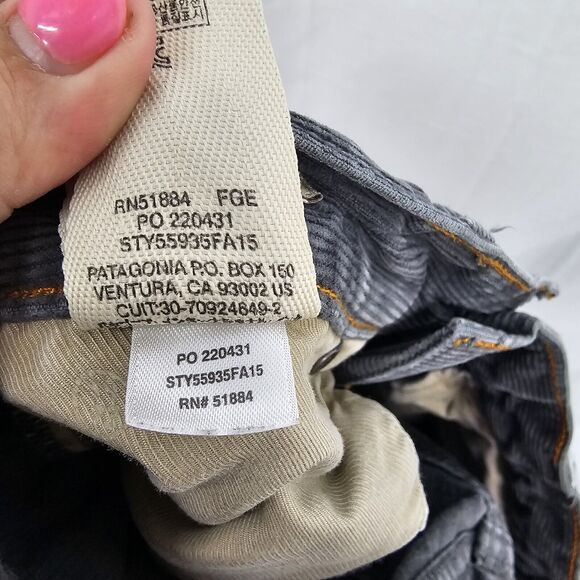 RN51884 FGE
PO 220431
STY55935FA15
PATAGONIA P.O. BOX 150
VENTURA, CA 93002 US
CUIT:30-70924849-2
PO 220431
STY55935FA15
RN# 51884